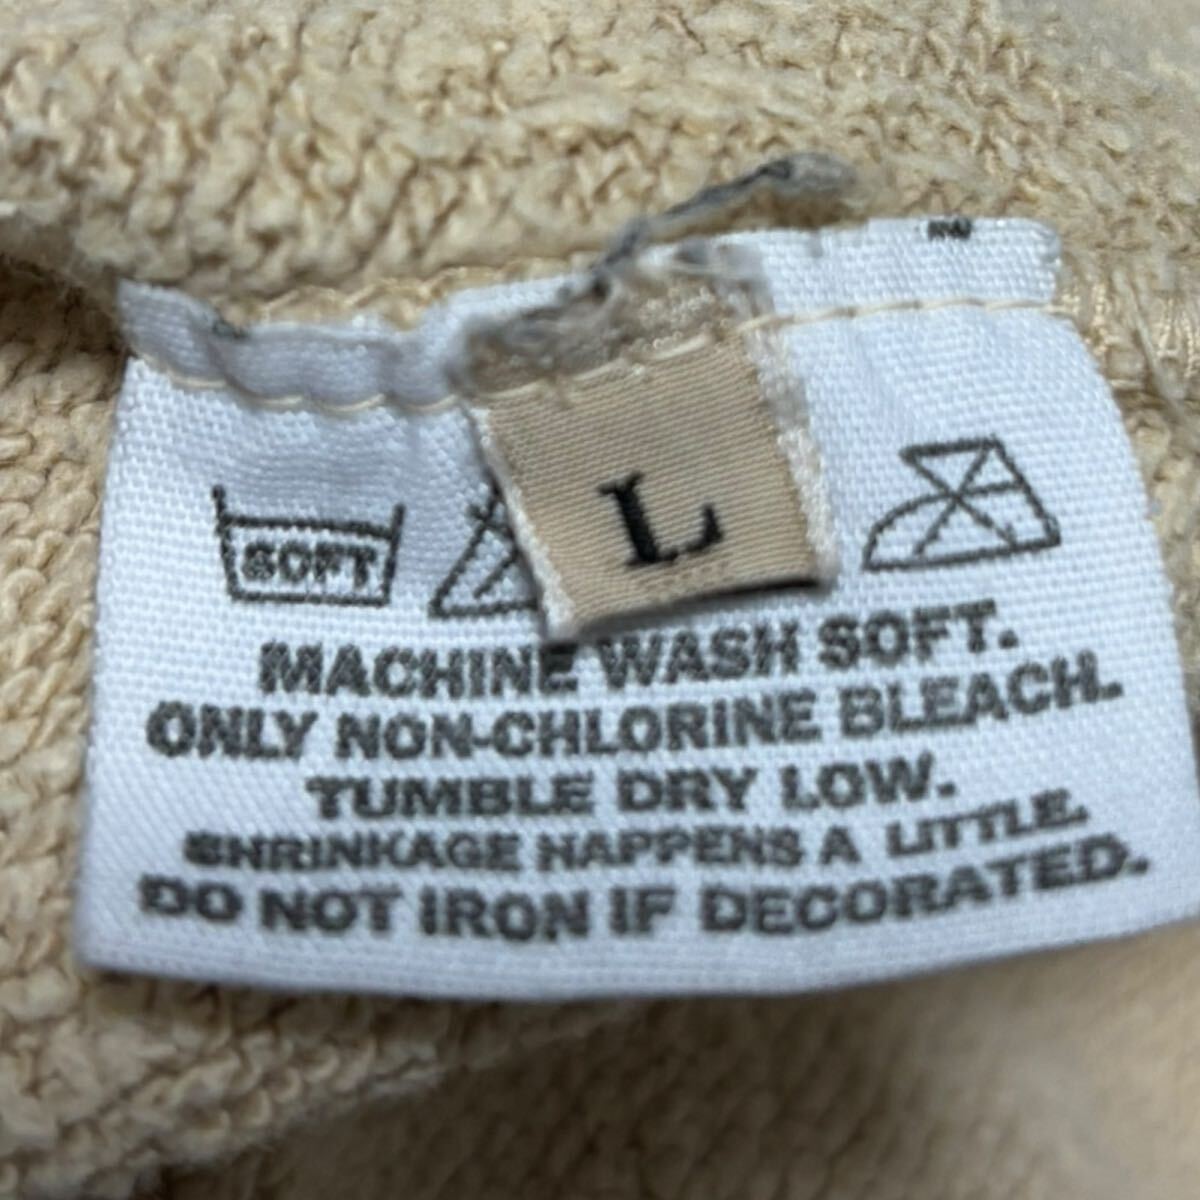 L
SOFT
MACHINE WASH SOFT.
ONLY NON-CHLORINE BLEACH.
TUMBLE DRY LOW.
SHRINKAGE HAPPENS A LITTLE.
DO NOT IRON IF DECORATED.